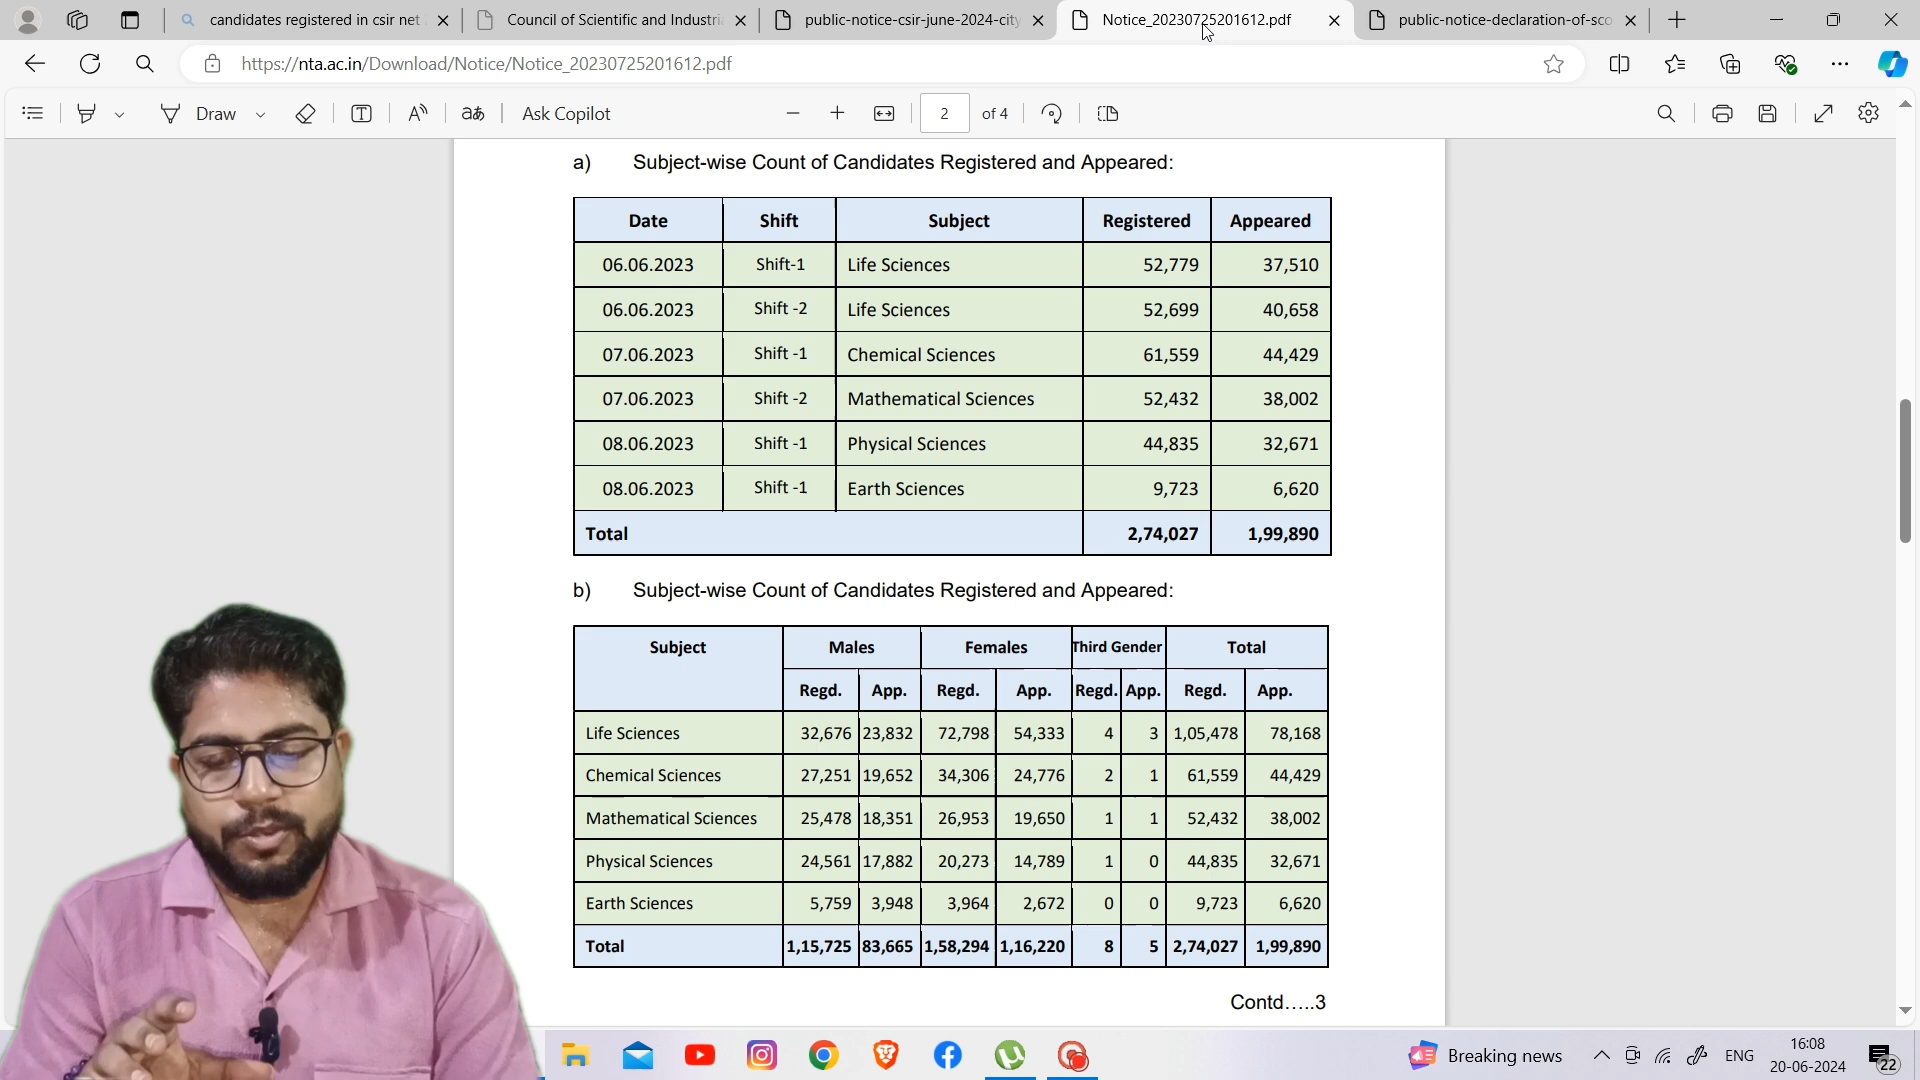 candidates registered in csir net
Council of Scientific and Industri
public-notice-csir-june-2024-city
Notice_20230725201612.pdf
public-notice-declaration-of-sco
https://nta.ac.in/Download/Notice/Notice_20230725201612.pdf
Draw
aあ
Ask Copilot
2 of 4
a) Subject-wise Count of Candidates Registered and Appeared:
Date Shift Subject Registered Appeared
06.06.2023 Shift-1 Life Sciences 52,779 37,510
06.06.2023 Shift -2 Life Sciences 52,699 40,658
07.06.2023 Shift -1 Chemical Sciences 61,559 44,429
07.06.2023 Shift -2 Mathematical Sciences 52,432 38,002
08.06.2023 Shift -1 Physical Sciences 44,835 32,671
08.06.2023 Shift -1 Earth Sciences 9,723 6,620
Total 2,74,027 1,99,890
b) Subject-wise Count of Candidates Registered and Appeared:
Subject Males Females Third Gender Total
Regd. App. Regd. App. Regd. App. Regd. App.
Life Sciences 32,676 23,832 72,798 54,333 4 3 1,05,478 78,168
Chemical Sciences 27,251 19,652 34,306 24,776 2 1 61,559 44,429
Mathematical Sciences 25,478 18,351 26,953 19,650 1 1 52,432 38,002
Physical Sciences 24,561 17,882 20,273 14,789 1 0 44,835 32,671
Earth Sciences 5,759 3,948 3,964 2,672 0 0 9,723 6,620
Total 1,15,725 83,665 1,58,294 1,16,220 8 5 2,74,027 1,99,890
Contd…..3
Breaking news
ENG
16:08
20-06-2024
22